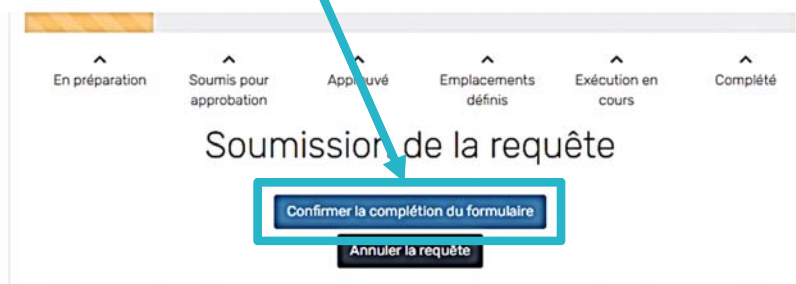 En préparation
Soumis pour
approbation
Approuvé
Emplacements
définis
Exécution en
cours
Complété
Soumission de la requête
Confirmer la complétion du formulaire
Annuler la requête